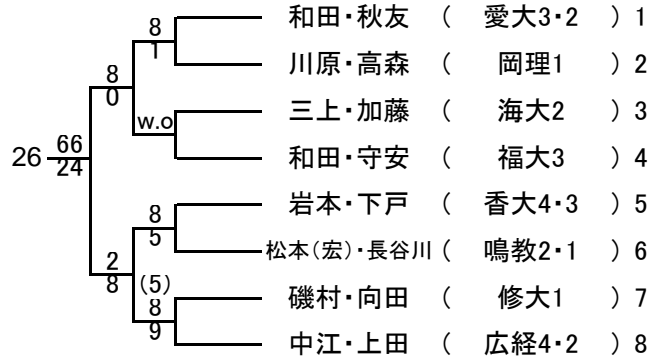 和田・秋友 ( 愛大3・2 ) 1
8
1
川原・高森 ( 岡理1 ) 2
8
0
三上・加藤 ( 海大2 ) 3
w.o
和田・守安 ( 福大3 ) 4
26
66
24
岩本・下戸 ( 香大4・3 ) 5
8
5
松本(宏)・長谷川 ( 鳴教2・1 ) 6
2
8
(5)
磯村・向田 ( 修大1 ) 7
8
9
中江・上田 ( 広経4・2 ) 8